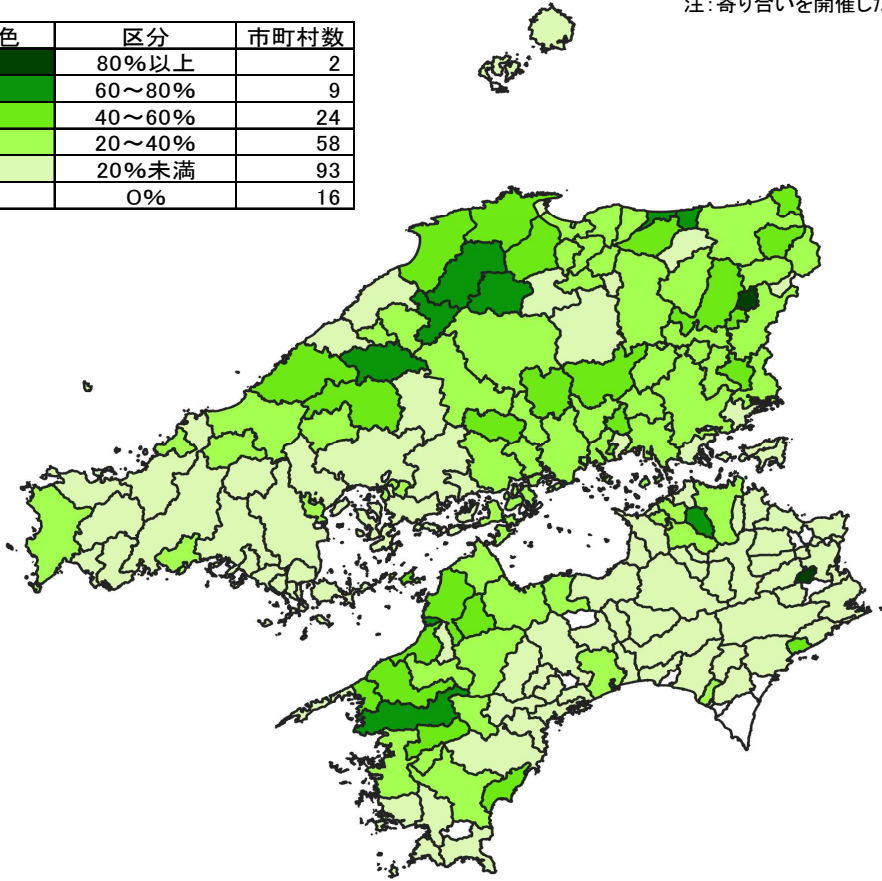 注：寄り合いを開催した
色 区分 市町村数
80%以上 2
60～80% 9
40～60% 24
20～40% 58
20%未満 93
0% 16